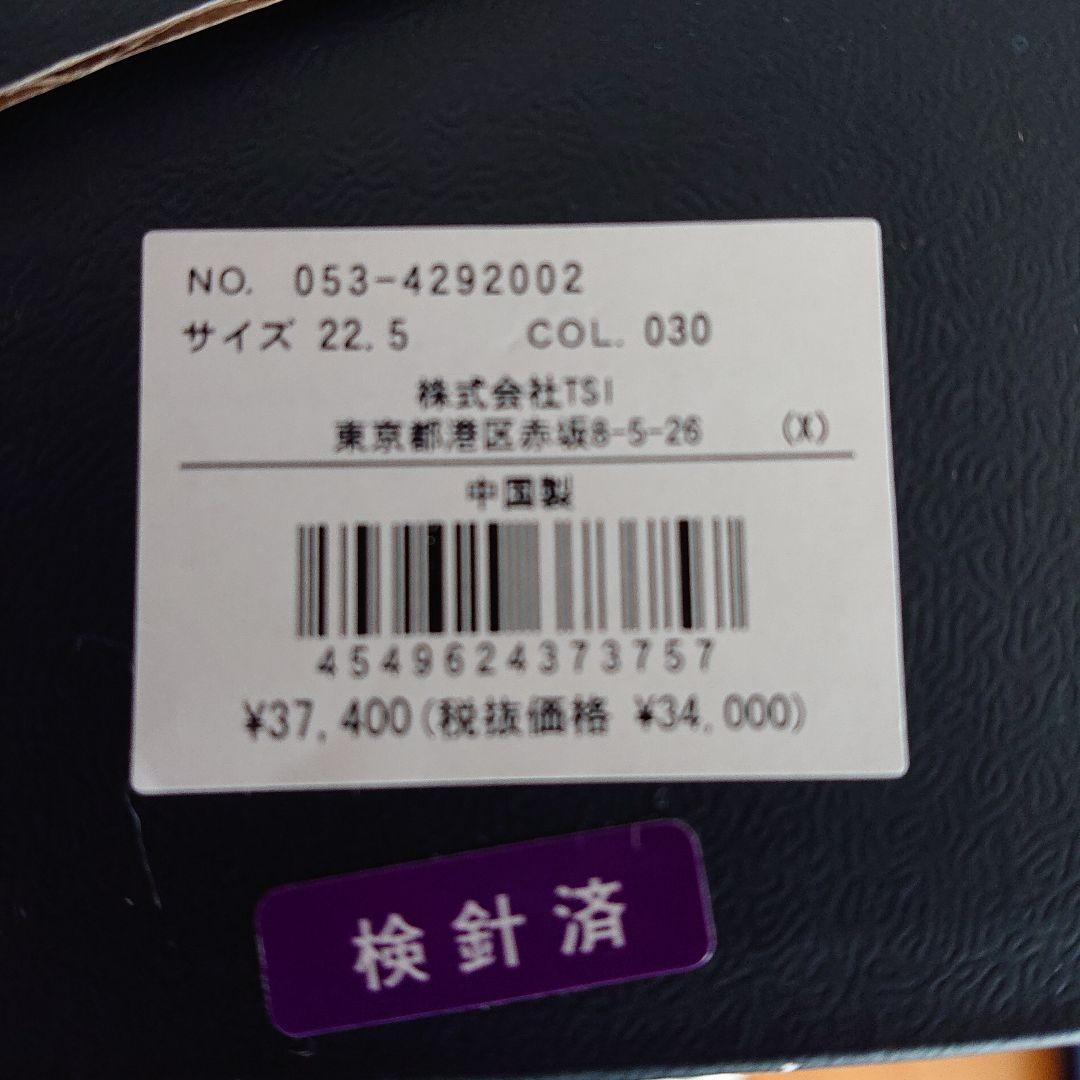 NO. 053-4292002
サイズ 22.5 COL. 030
株式会社TSI
東京都港区赤坂8-5-26 (X)
中国製
4549624373757
¥37,400(税抜価格 ¥34,000)
検針済